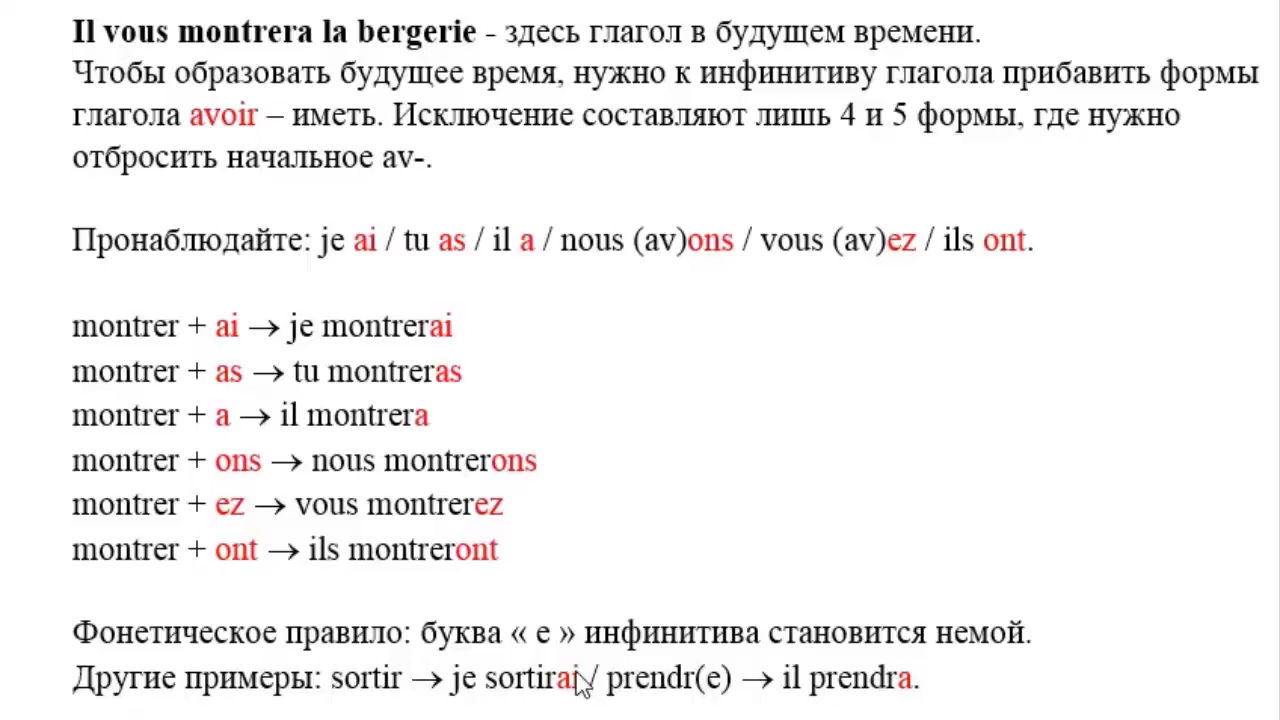 Il vous montrera la bergerie - здесь глагол в будущем времени.
Чтобы образовать будущее время, нужно к инфинитиву глагола прибавить формы
глагола avoir – иметь. Исключение составляют лишь 4 и 5 формы, где нужно
отбросить начальное av-.
Пронаблюдайте: je ai / tu as / il a / nous (av)ons / vous (av)ez / ils ont.
montrer + ai → je montrerai
montrer + as → tu montreras
montrer + a → il montrera
montrer + ons → nous montrerons
montrer + ez → vous montrerez
montrer + ont → ils montreront
Фонетическое правило: буква « e » инфинитива становится немой.
Другие примеры: sortir → je sortirai / prendr(e) → il prendra.